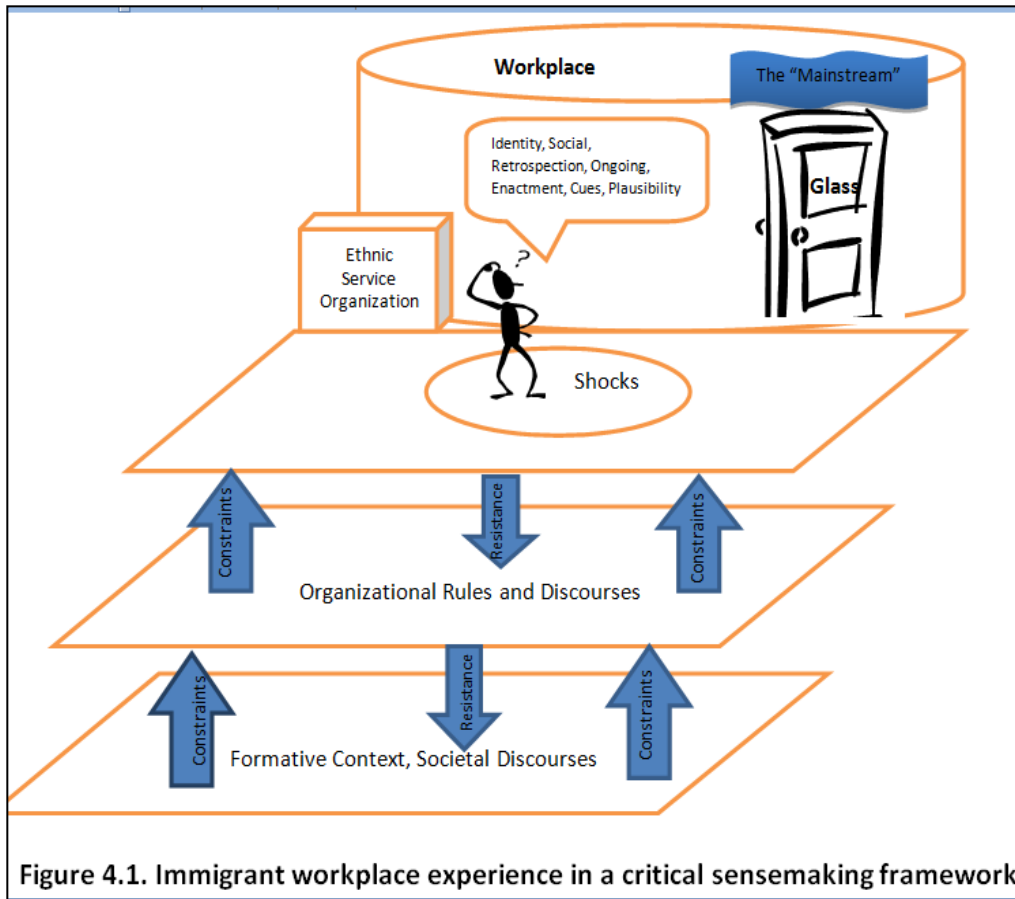 Workplace
The "Mainstream"
Identity, Social,
Retrospection, Ongoing,
Enactment, Cues, Plausibility
Glass
Ethnic
Service
Organization
?
Shocks
Constraints
Resistance
Constraints
Organizational Rules and Discourses
Constraints
Resistance
Constraints
Formative Context, Societal Discourses
Figure 4.1. Immigrant workplace experience in a critical sensemaking framework